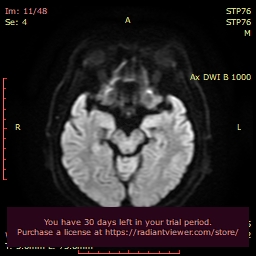 Im: 11/48
Se: 4
A
STP76
STP76
M
Ax DWI B 1000
R
L
You have 30 days left in your trial period.
Purchase a license at https://radiantviewer.com/store/